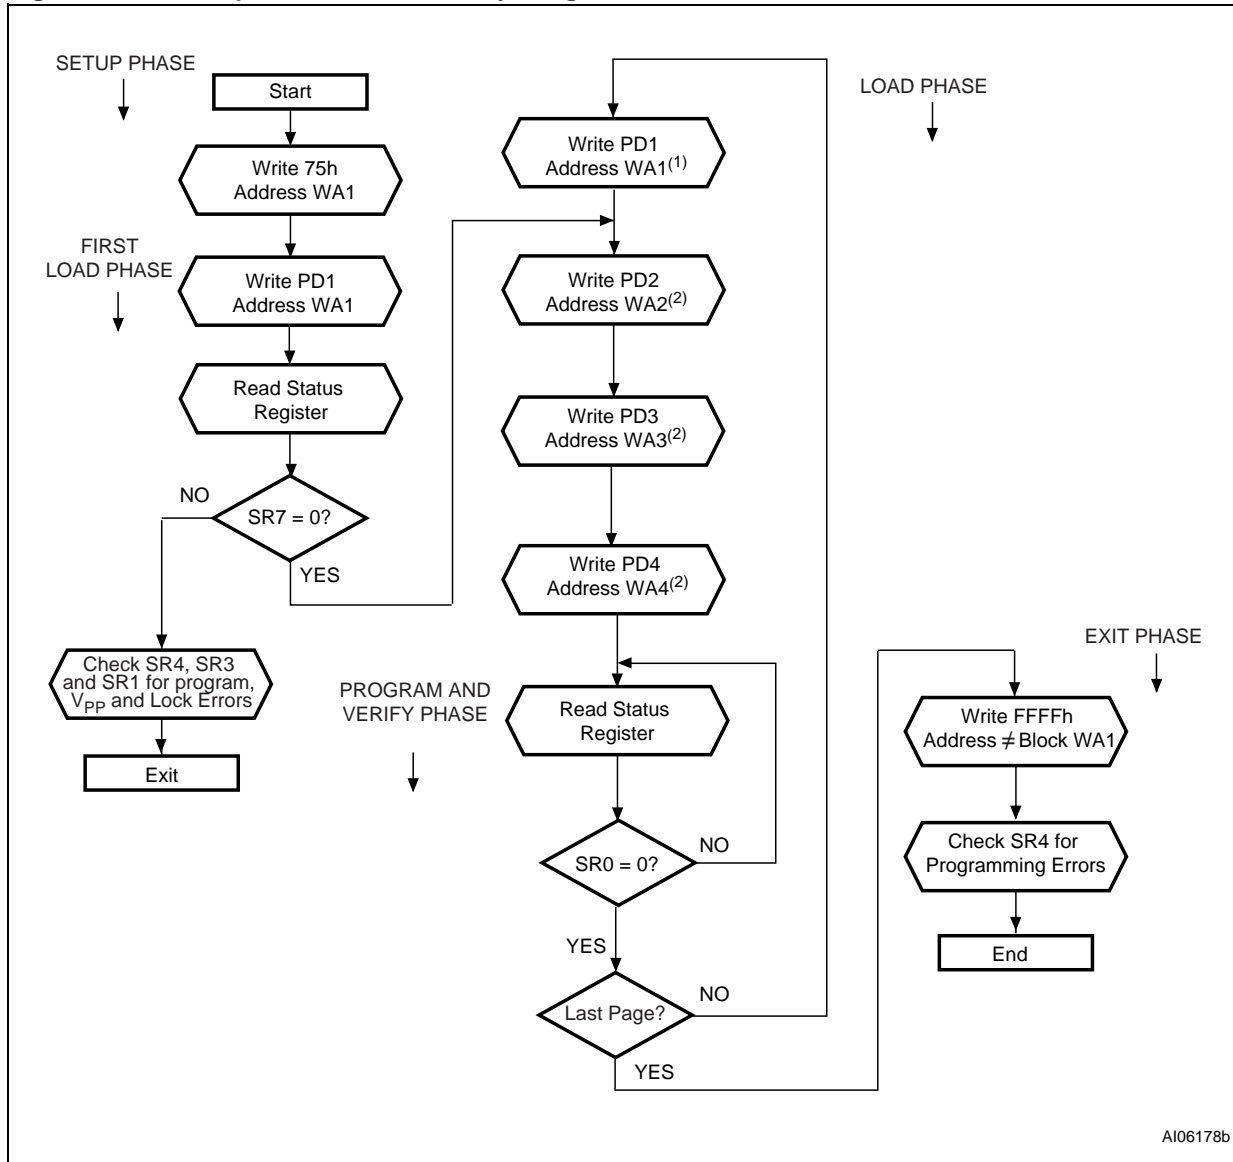 SETUP PHASE
Start
Write 75h
Address WA1
FIRST
LOAD PHASE
Write PD1
Address WA1
Read Status
Register
NO
SR7 = 0?
YES
Check SR4, SR3
and SR1 for program,
VPP and Lock Errors
Exit
LOAD PHASE
Write PD1
Address WA1(1)
Write PD2
Address WA2(2)
Write PD3
Address WA3(2)
Write PD4
Address WA4(2)
PROGRAM AND
VERIFY PHASE
Read Status
Register
SR0 = 0?
NO
YES
Last Page?
NO
YES
EXIT PHASE
Write FFFFh
Address ≠ Block WA1
Check SR4 for
Programming Errors
End
AI06178b